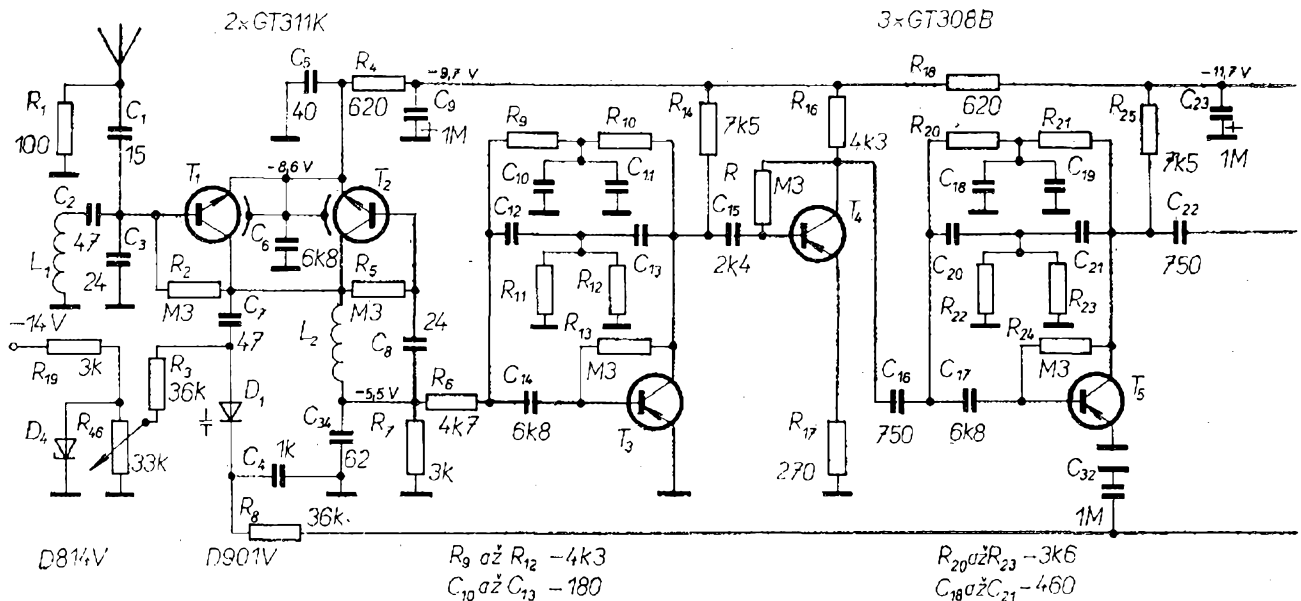 2xGT311K
3xGT308B
R1
100
C1
15
C5
40
R4
620
-9,7 V
C9
1M
R9
R10
C10
C11
C12
C13
R11
R12
R13
M3
R14
7k5
R16
4k3
R
M3
C15
2k4
T4
R18
620
-11,7 V
C23
1M
R25
7k5
R20
R21
C18
C19
C20
C21
R22
R23
R24
M3
C22
750
C2
47
L1
C3
24
T1
-8,6 V
T2
C6
6k8
R2
M3
C7
47
R5
M3
L2
C8
24
-5,5 V
R6
4k7
C14
6k8
T3
R17
270
C16
750
C17
6k8
T5
C32
1M
-14V
R19
3k
R3
36k
D1
D4
R46
33k
C4
1k
C34
62
R7
3k
R8
36k
D814V
D901V
R9 až R12 -4k3
C10 až C13 -180
R20 až R23 -3k6
C18 až C21 -460